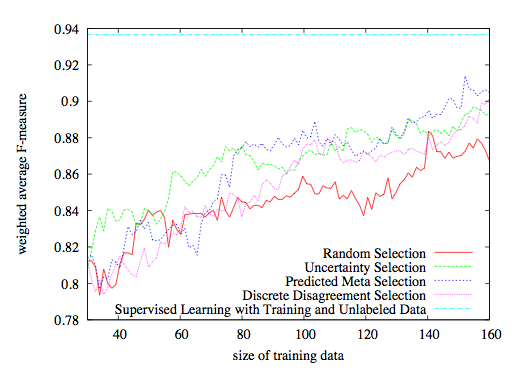 0.94
0.92
0.9
0.88
0.86
0.84
0.82
0.8
0.78
weighted average F-measure
Random Selection
Uncertainty Selection
Predicted Meta Selection
Discrete Disagreement Selection
Supervised Learning with Training and Unlabeled Data
40 60 80 100 120 140 160
size of training data